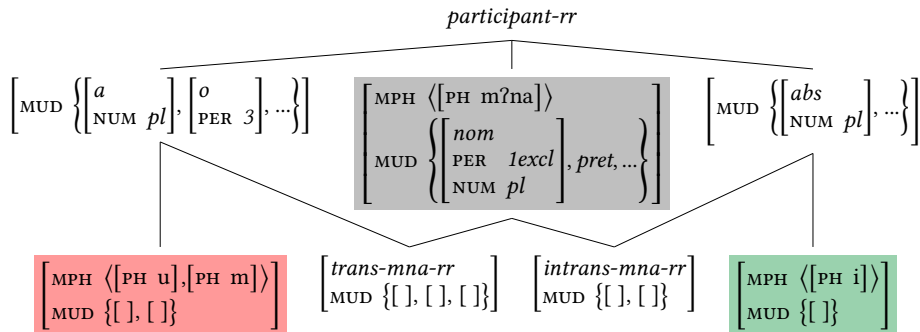 participant-rr
[MUD {[a NUM pl], [o PER 3], ...}]
[MPH ⟨[PH m?na]⟩
MUD {[nom PER 1excl NUM pl], pret, ...}]
[MUD {[abs NUM pl], ...}]
[MPH ⟨[PH u],[PH m]⟩
MUD {[ ], [ ]}]
[trans-mna-rr
MUD {[ ], [ ], [ ]}]
[intrans-mna-rr
MUD {[ ], [ ]}]
[MPH ⟨[PH i]⟩
MUD {[ ]}]